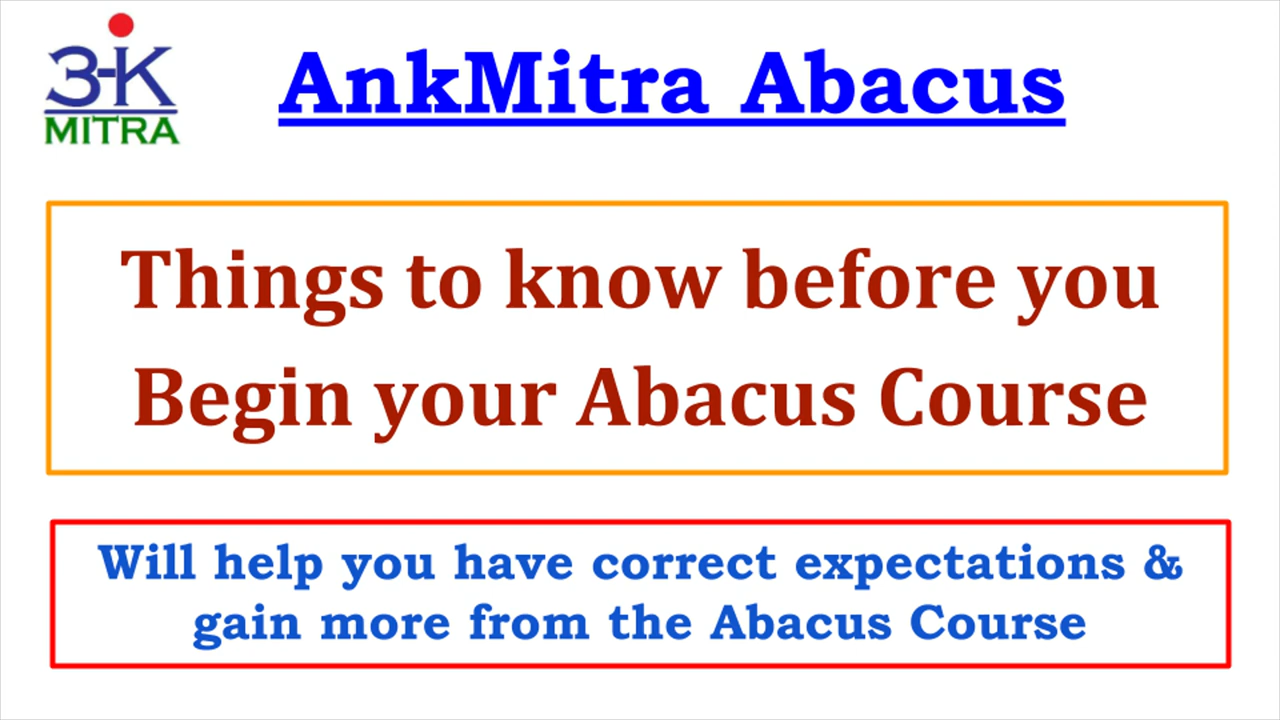 3-K
MITRA
AnkMitra Abacus
Things to know before you
Begin your Abacus Course
Will help you have correct expectations &
gain more from the Abacus Course